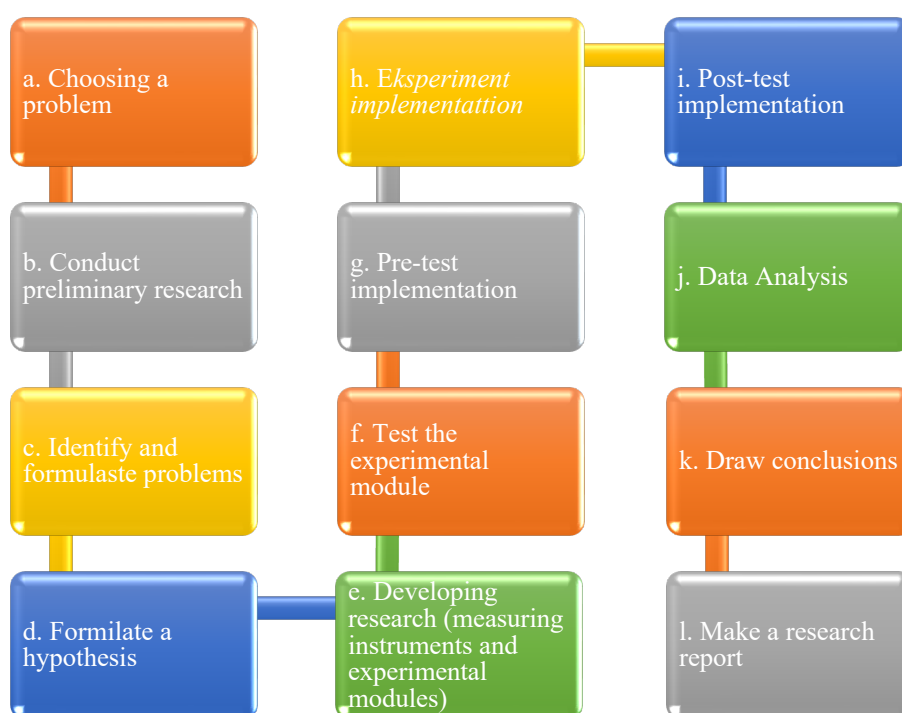 a. Choosing a
problem
b. Conduct
preliminary research
c. Identify and
formulaste problems
d. Formilate a
hypothesis
e. Developing
research (measuring
instruments and
experimental
modules)
f. Test the
experimental
module
g. Pre-test
implementation
h. Eksperiment
implementattion
i. Post-test
implementation
j. Data Analysis
k. Draw conclusions
l. Make a research
report